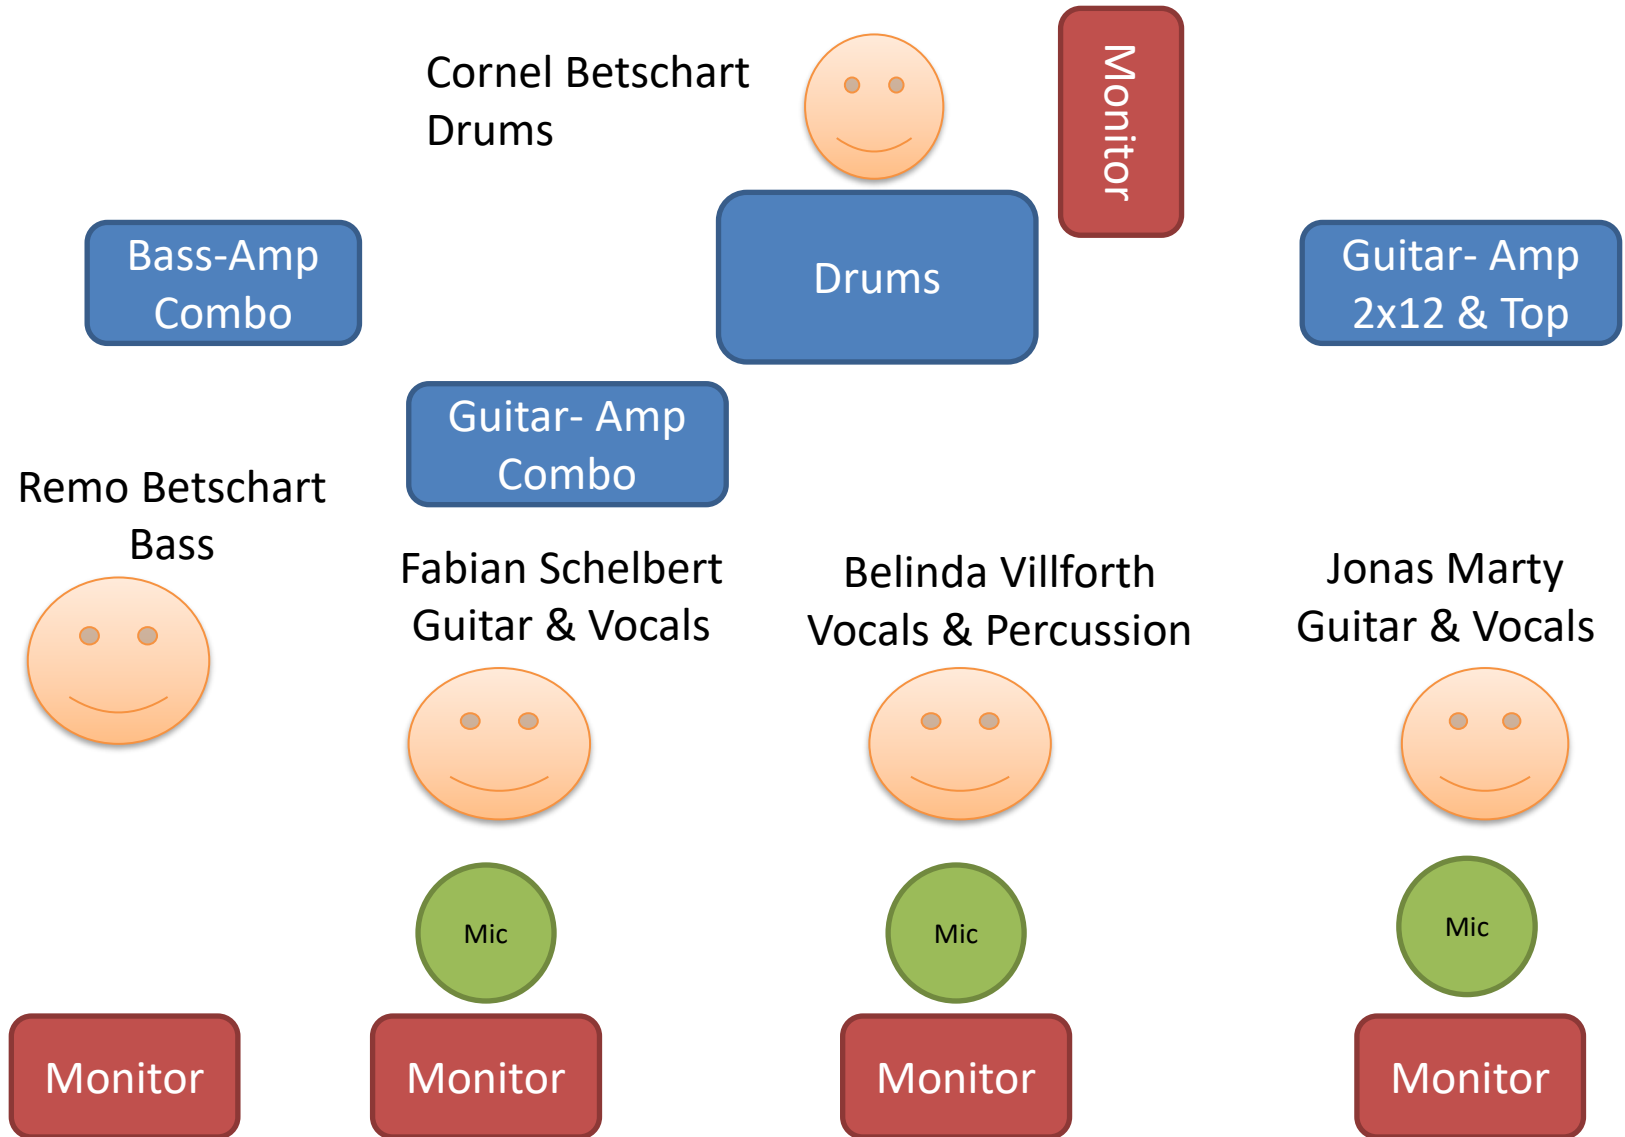 Cornel Betschart
Drums
Monitor
Bass-Amp
Combo
Drums
Guitar- Amp
2x12 & Top
Guitar- Amp
Combo
Remo Betschart
Bass
Fabian Schelbert
Guitar & Vocals
Belinda Villforth
Vocals & Percussion
Jonas Marty
Guitar & Vocals
Mic
Mic
Mic
Monitor
Monitor
Monitor
Monitor